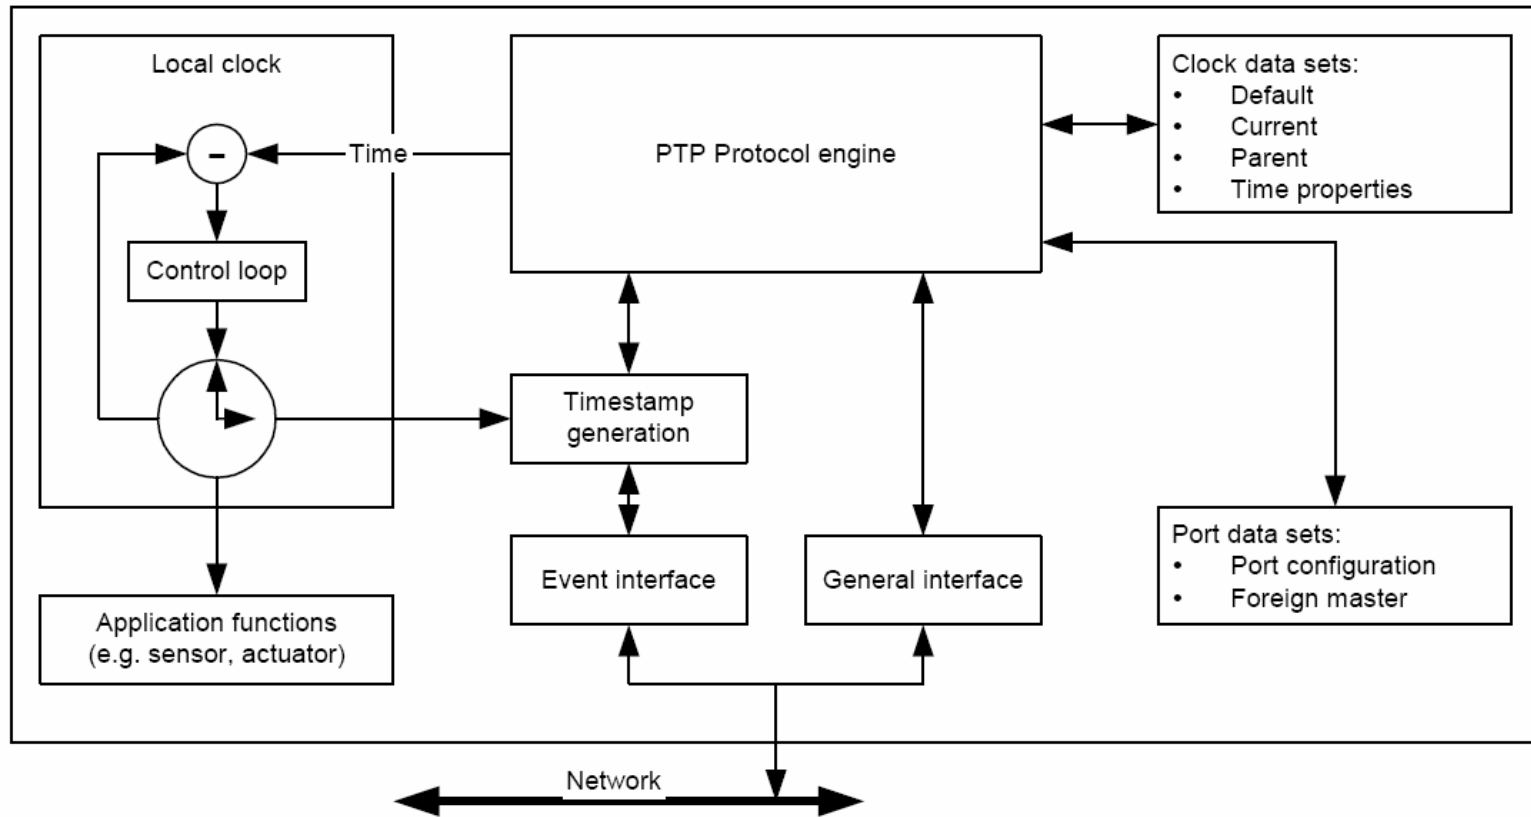 Local clock
-
Time
Control loop
PTP Protocol engine
Clock data sets:
• Default
• Current
• Parent
• Time properties
Timestamp
generation
Event interface
General interface
Port data sets:
• Port configuration
• Foreign master
Application functions
(e.g. sensor, actuator)
Network